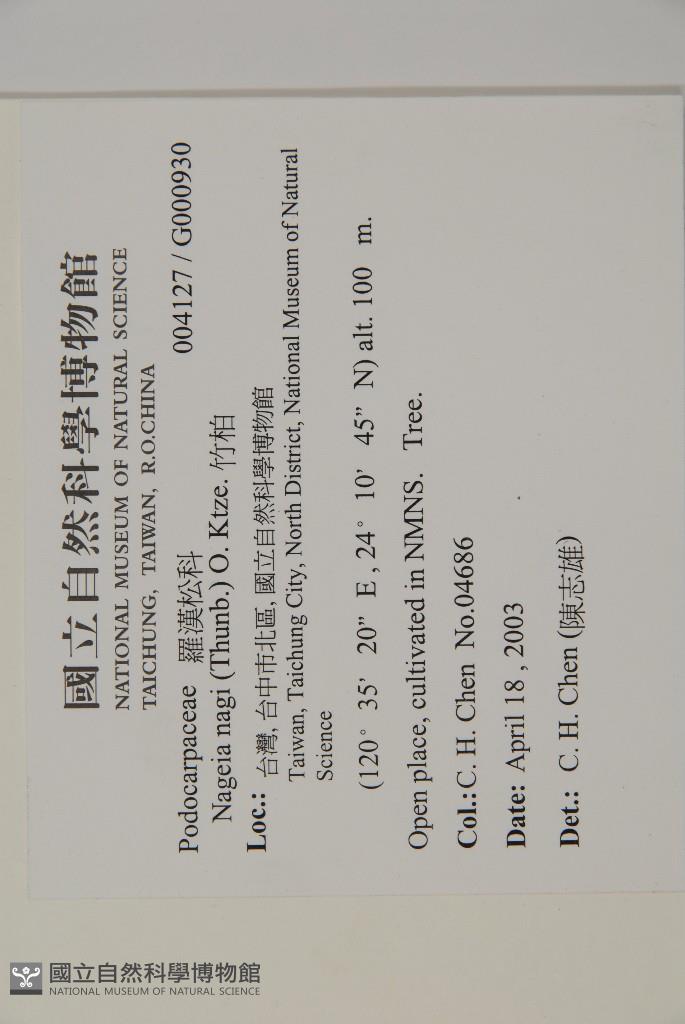 國立自然科學博物館
NATIONAL MUSEUM OF NATURAL SCIENCE
TAICHUNG, TAIWAN, R.O.CHINA
004127 / G000930
Podocarpaceae 羅漢松科
Nageia nagi (Thunb.) O. Ktze. 竹柏
Loc.: 台灣, 台中市北區, 國立自然科學博物館
Taiwan, Taichung City, North District, National Museum of Natural
Science
(120° 35’ 20” E , 24° 10’ 45” N) alt. 100 m.
Open place, cultivated in NMNS. Tree.
Col.: C. H. Chen No.04686
Date: April 18 , 2003
Det.: C. H. Chen (陳志雄)
國立自然科學博物館
NATIONAL MUSEUM OF NATURAL SCIENCE